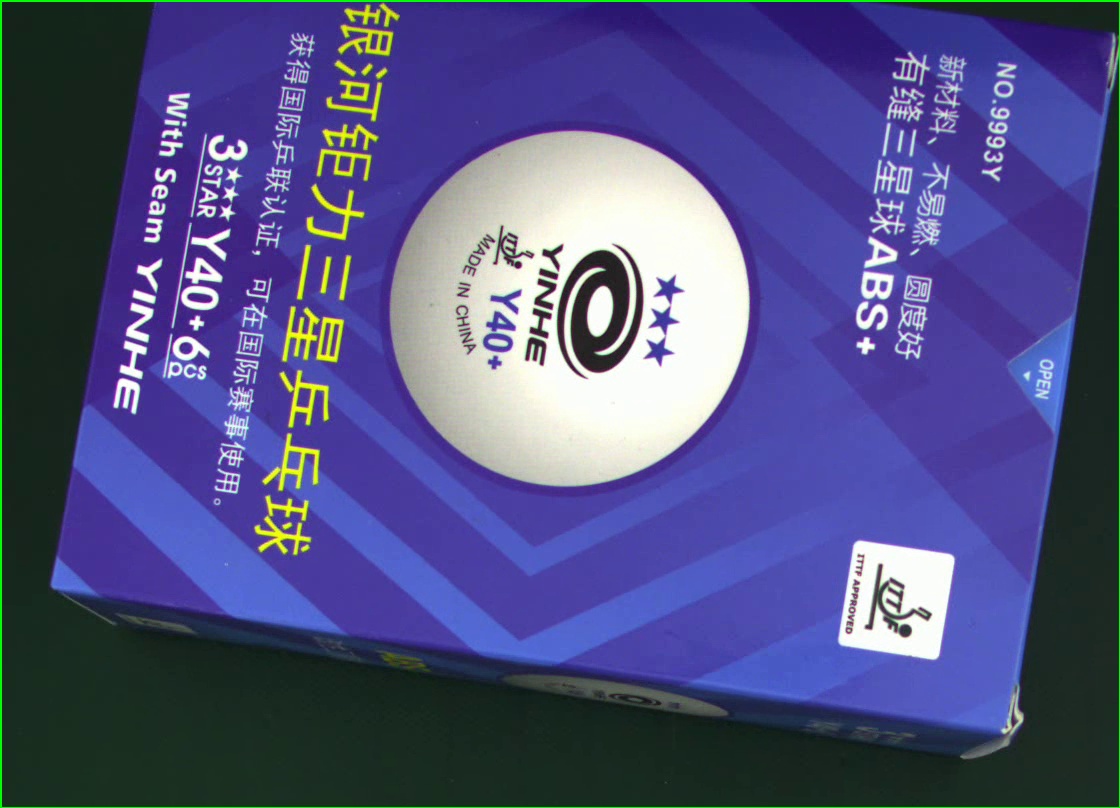 NO.9993Y
OPEN
新材料、不易燃、圆度好
有缝三星球ABS+
ITTF
ITTF APPROVED
YINHE
ITTF
Y40+
MADE IN CHINA
银河钜力三星乒乓球
获得国际乒联认证，可在国际赛事使用。
3 STAR Y40+ 6 pcs
With Seam YINHE